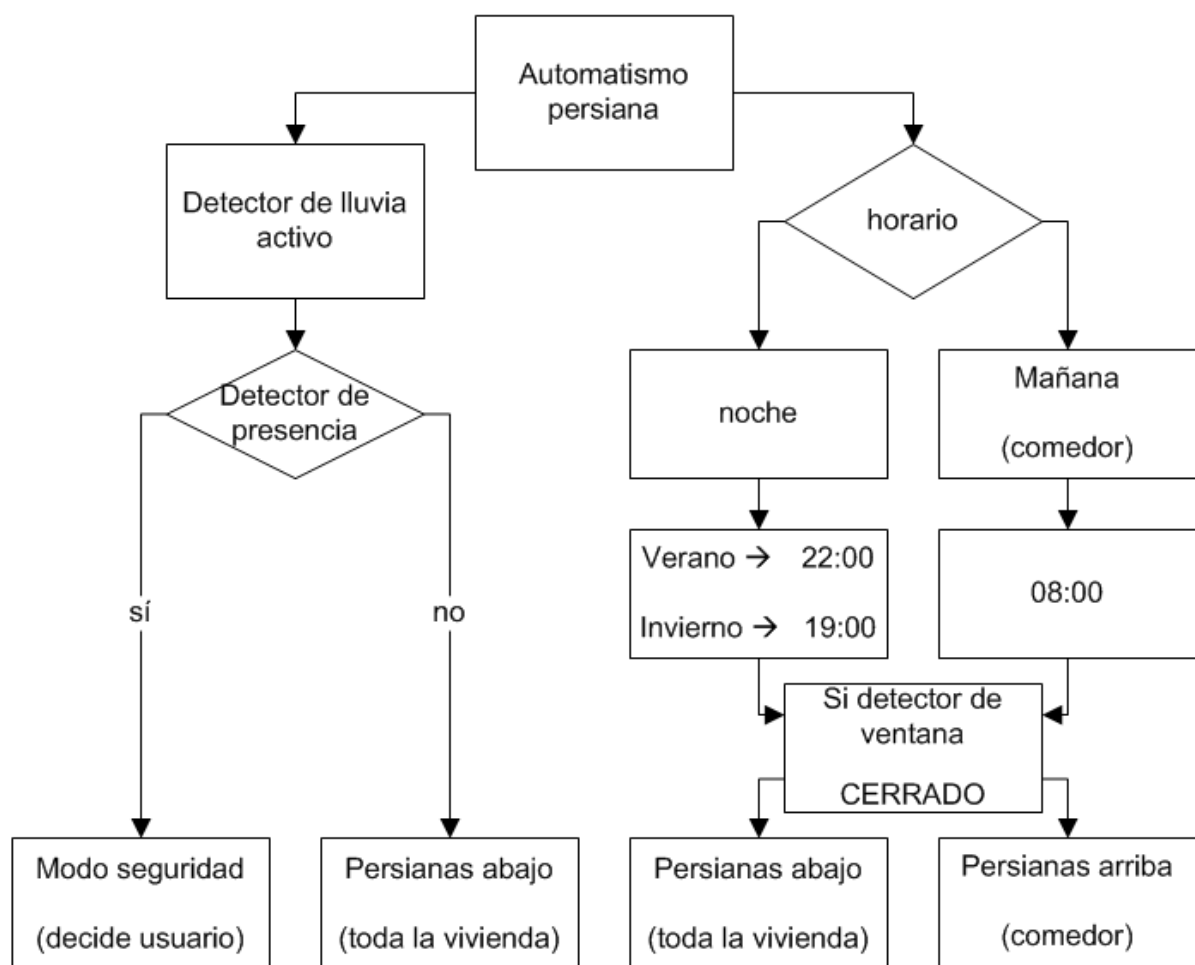 Automatismo
persiana
Detector de lluvia
activo
horario
Detector de
presencia
noche
Mañana
(comedor)
Verano → 22:00
Invierno → 19:00
08:00
sí
no
Si detector de
ventana
CERRADO
Modo seguridad
(decide usuario)
Persianas abajo
(toda la vivienda)
Persianas abajo
(toda la vivienda)
Persianas arriba
(comedor)